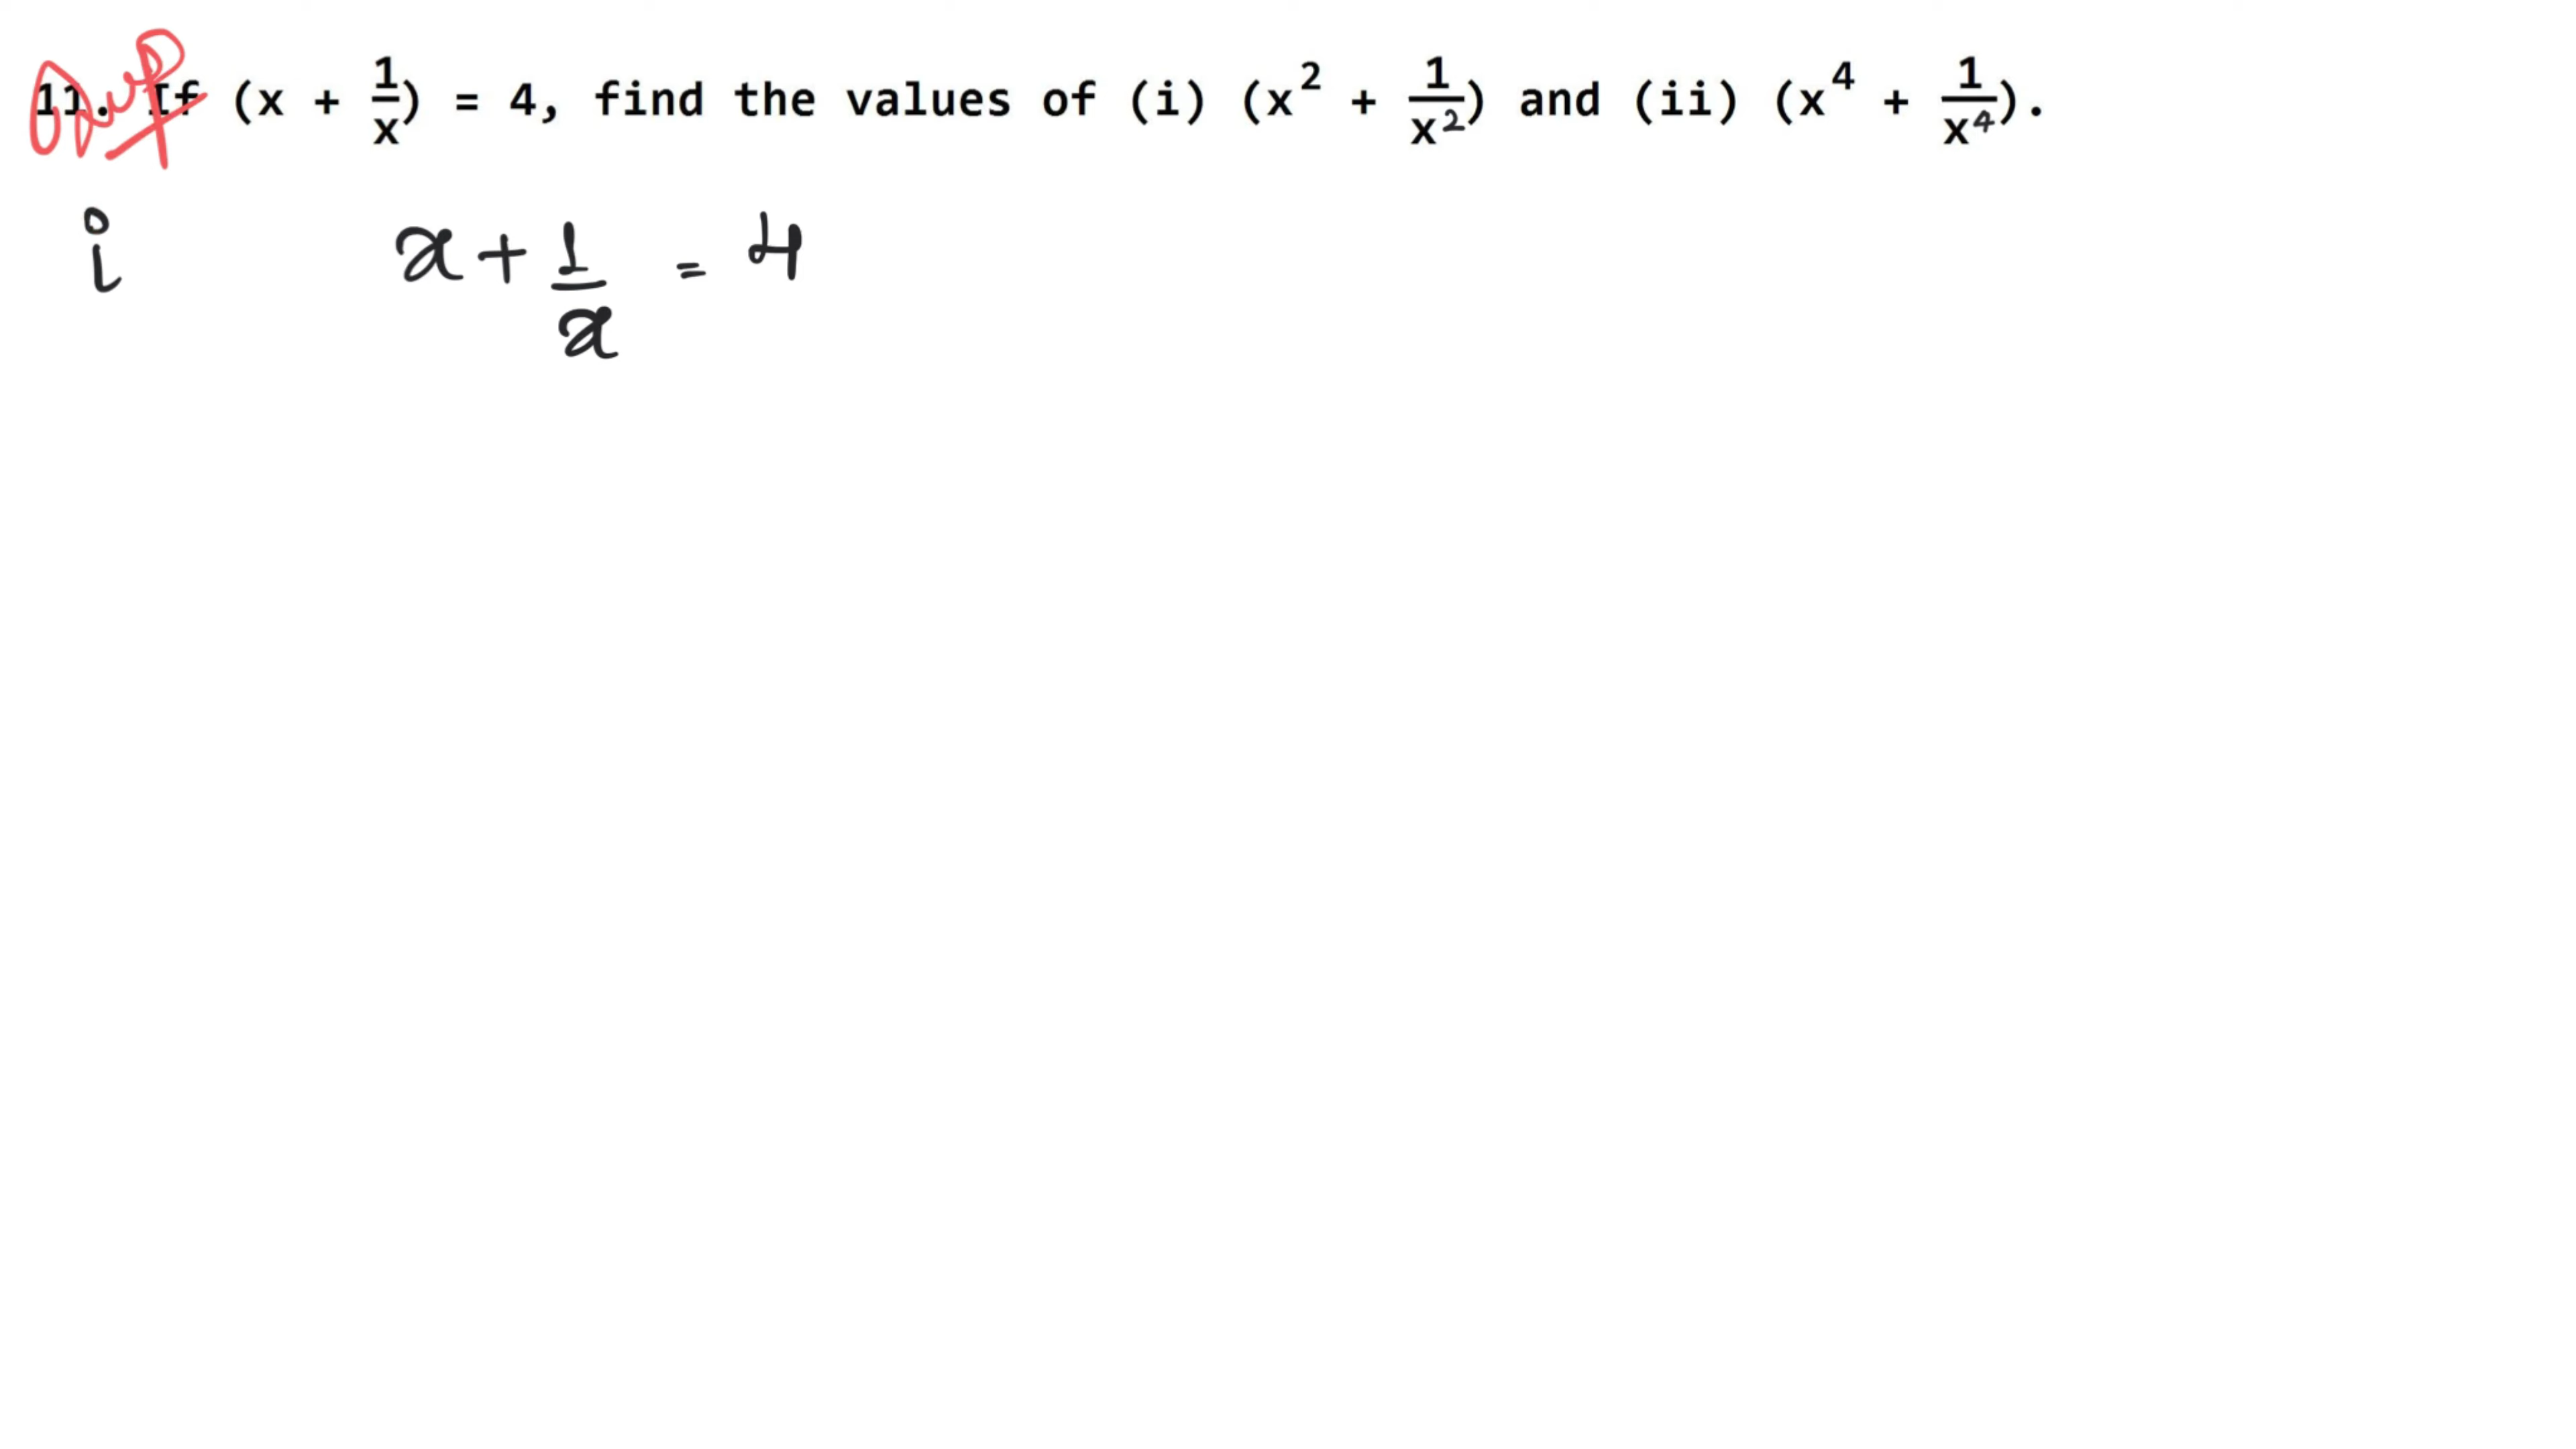 11. If (x + 1/x) = 4, find the values of (i) (x² + 1/x²) and (ii) (x⁴ + 1/x⁴).
i x + 1/x = 4